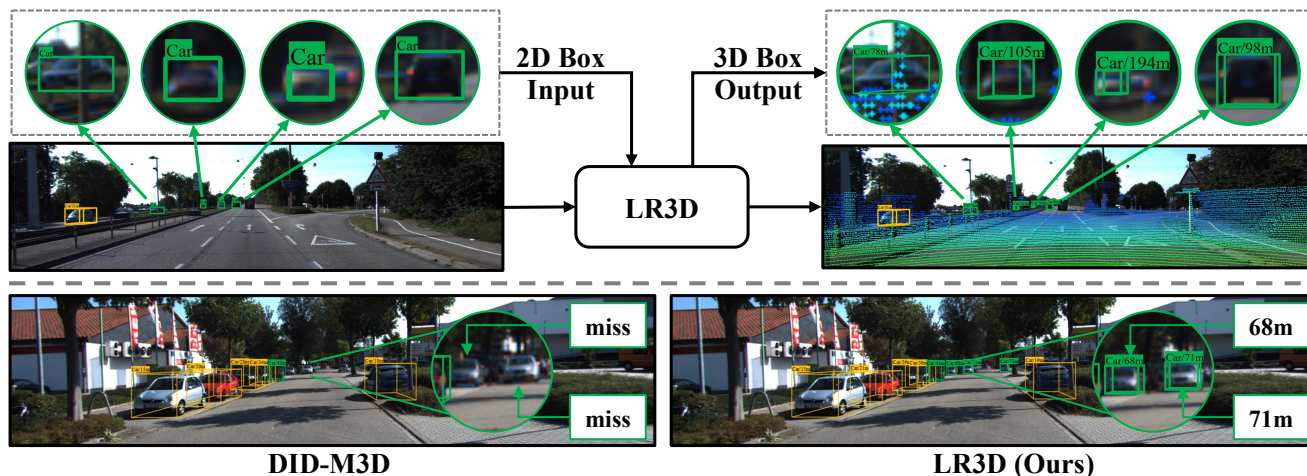 Car
Car
Car
Car
2D Box
Input
3D Box
Output
Car/78m
Car/105m
Car/194m
Car/98m
LR3D
miss
miss
68m
Car/68m
Car/71m
71m
DID-M3D
LR3D (Ours)